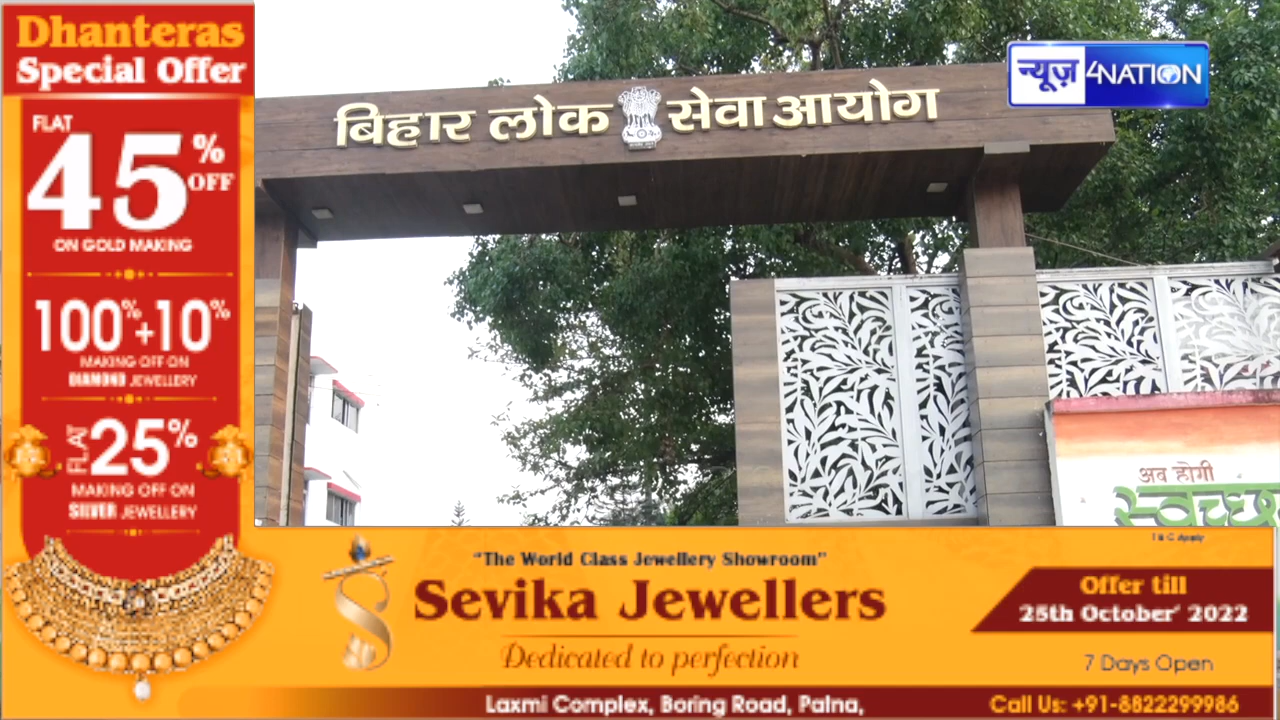 Dhanteras
Special Offer
FLAT
45% OFF
ON GOLD MAKING
100%+10%
MAKING OFF ON
DIAMOND JEWELLERY
FLAT 25%
MAKING OFF ON
SILVER JEWELLERY
बिहार लोक सेवा आयोग
न्यूज़ 4NATION
अब होगी
स्वच्छ
T & C Apply
"The World Class Jewellery Showroom"
Sevika Jewellers
Dedicated to perfection
Offer till
25th October' 2022
7 Days Open
Laxmi Complex, Boring Road, Patna,
Call Us: +91-8822299986